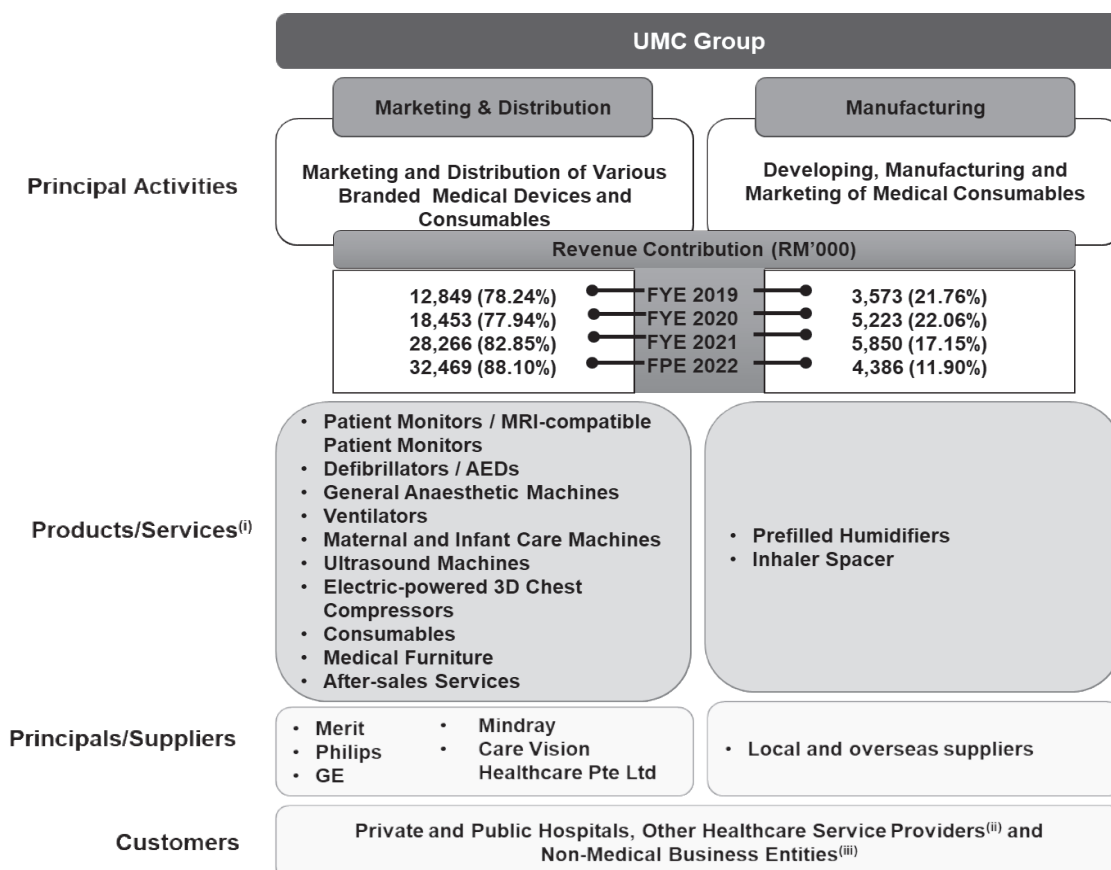 UMC Group
Marketing & Distribution
Manufacturing
Principal Activities
Marketing and Distribution of Various
Branded Medical Devices and
Consumables
Developing, Manufacturing and
Marketing of Medical Consumables
Revenue Contribution (RM'000)
12,849 (78.24%) FYE 2019 3,573 (21.76%)
18,453 (77.94%) FYE 2020 5,223 (22.06%)
28,266 (82.85%) FYE 2021 5,850 (17.15%)
32,469 (88.10%) FPE 2022 4,386 (11.90%)
Products/Services(i)
• Patient Monitors / MRI-compatible
Patient Monitors
• Defibrillators / AEDs
• General Anaesthetic Machines
• Ventilators
• Maternal and Infant Care Machines
• Ultrasound Machines
• Electric-powered 3D Chest
Compressors
• Consumables
• Medical Furniture
• After-sales Services
• Prefilled Humidifiers
• Inhaler Spacer
Principals/Suppliers
• Merit
• Philips
• GE
• Mindray
• Care Vision
Healthcare Pte Ltd
• Local and overseas suppliers
Customers
Private and Public Hospitals, Other Healthcare Service Providers(ii) and
Non-Medical Business Entities(iii)